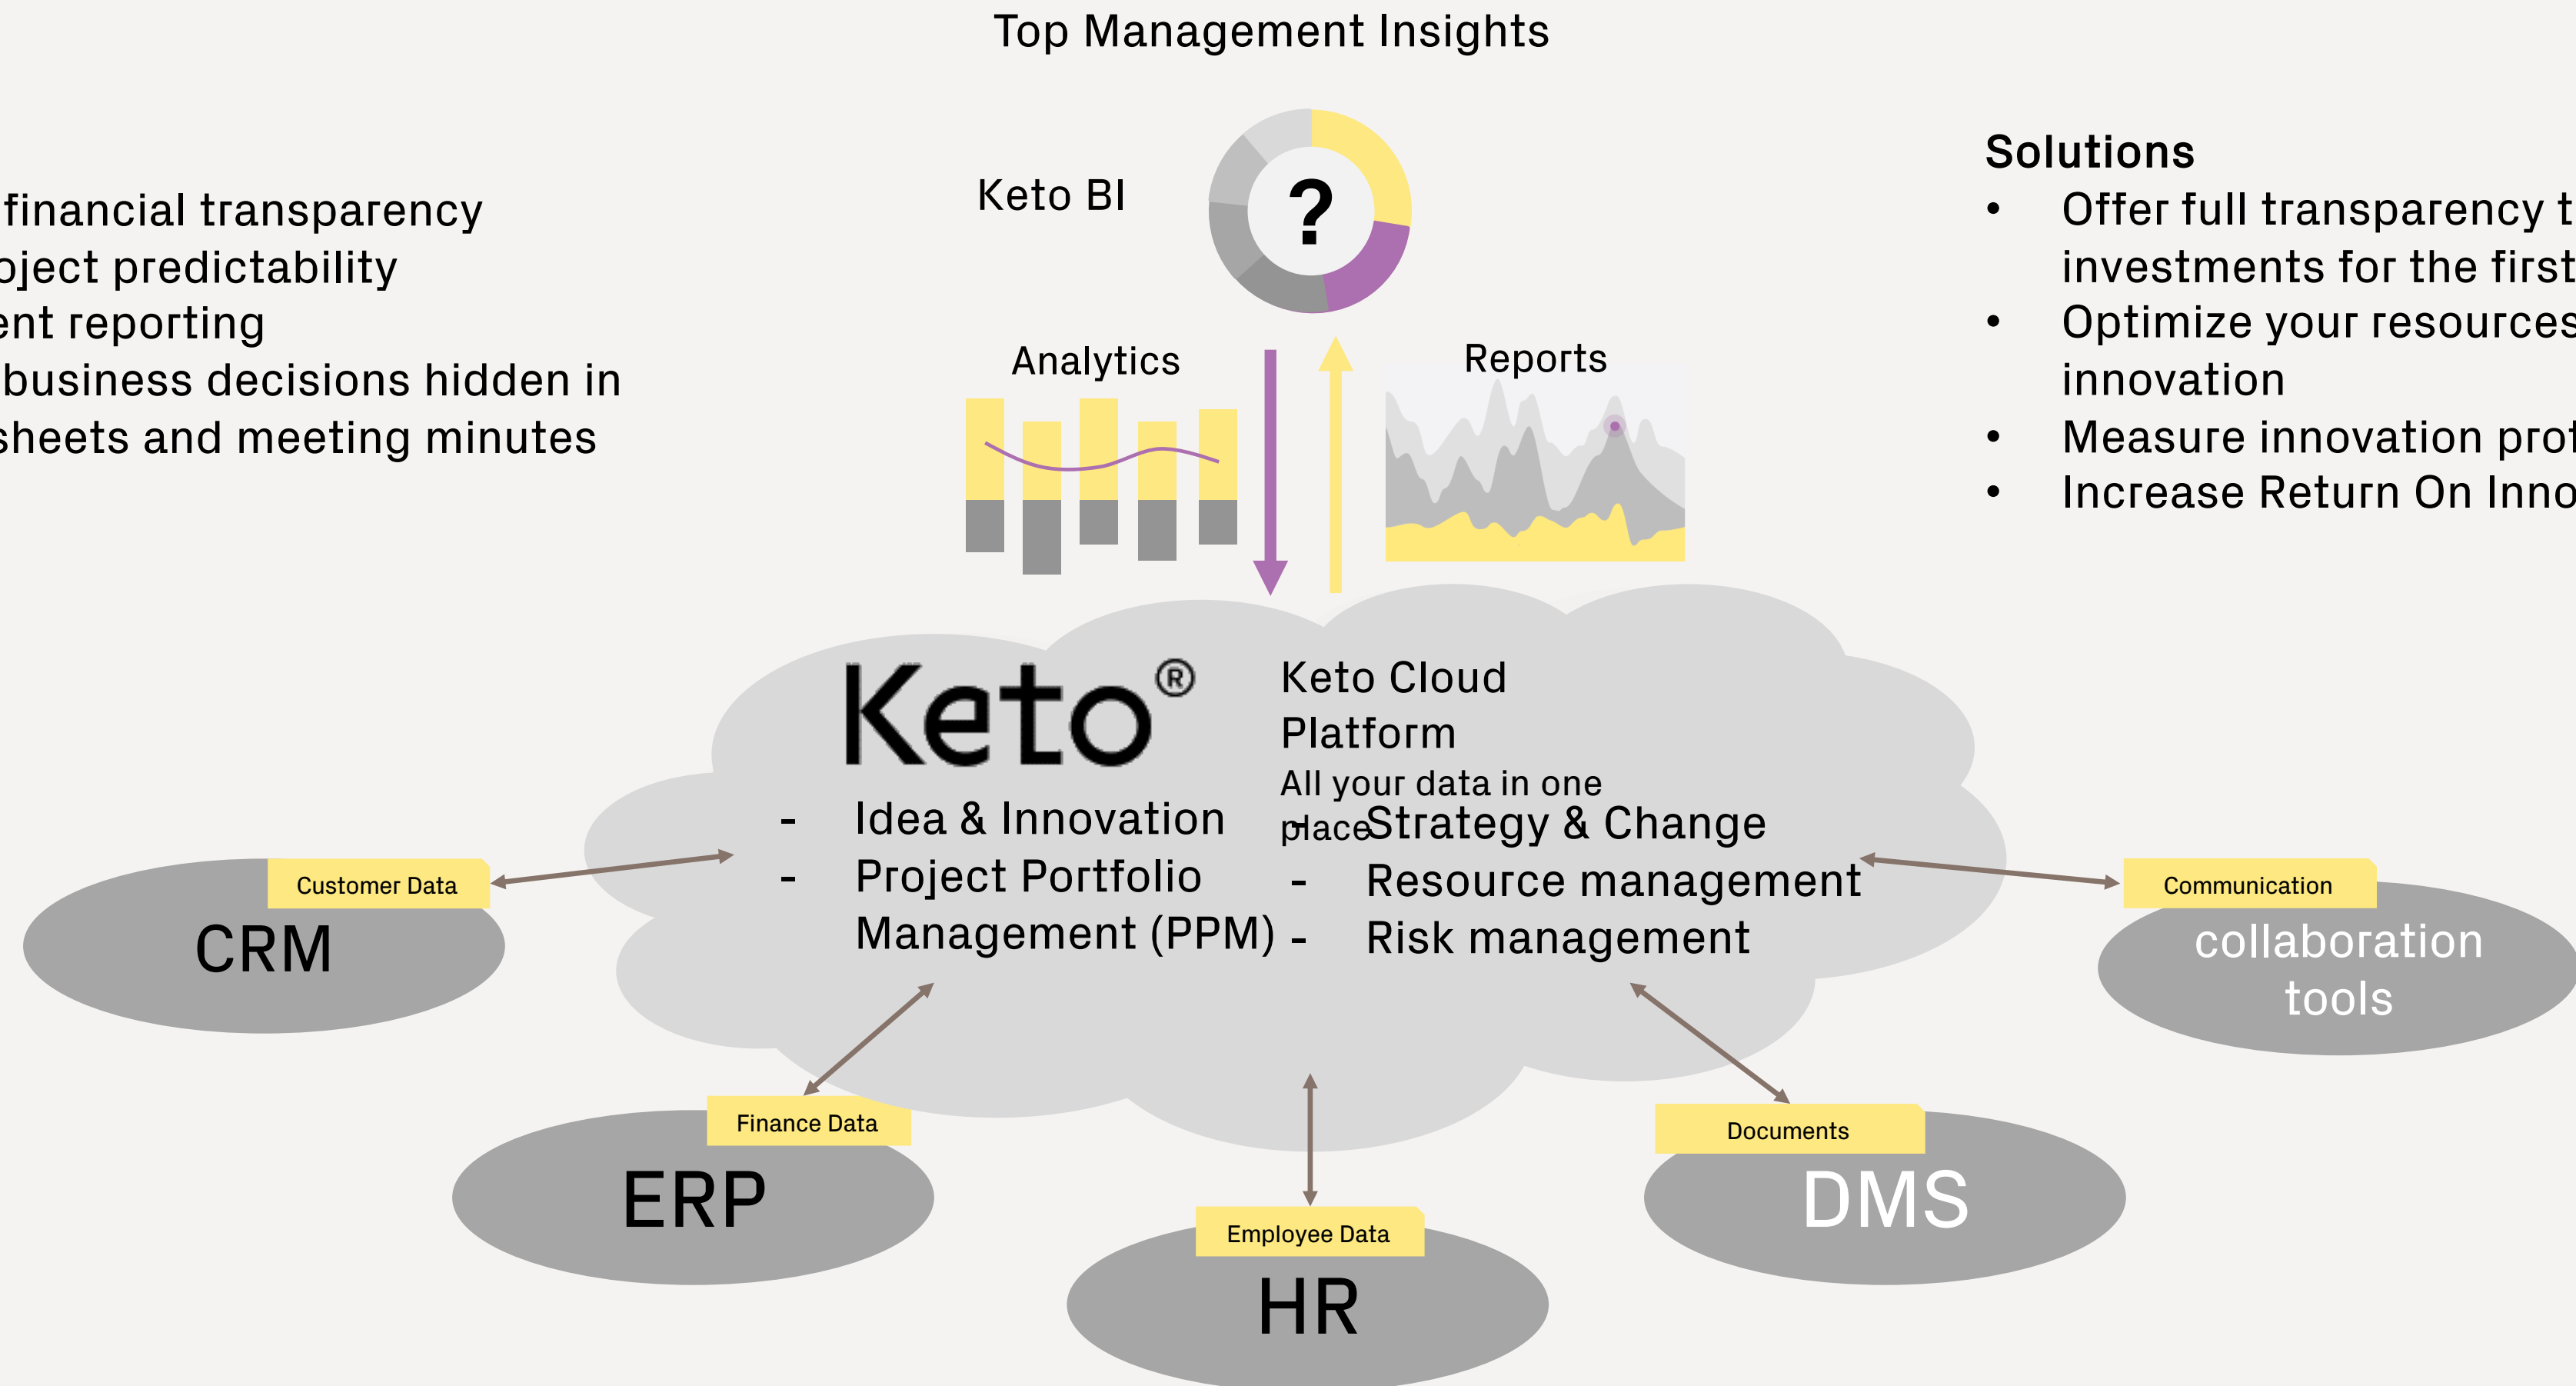 Top Management Insights
financial transparency
oject predictability
ent reporting
business decisions hidden in
sheets and meeting minutes
Keto BI
?
Analytics
Reports
Solutions
• Offer full transparency t
investments for the first
• Optimize your resources
innovation
• Measure innovation prof
• Increase Return On Inno
Keto®
Keto Cloud
Platform
All your data in one
place
- Idea & Innovation
- Project Portfolio
Management (PPM)
- Strategy & Change
- Resource management
- Risk management
Customer Data
CRM
Finance Data
ERP
Employee Data
HR
Documents
DMS
Communication
collaboration
tools